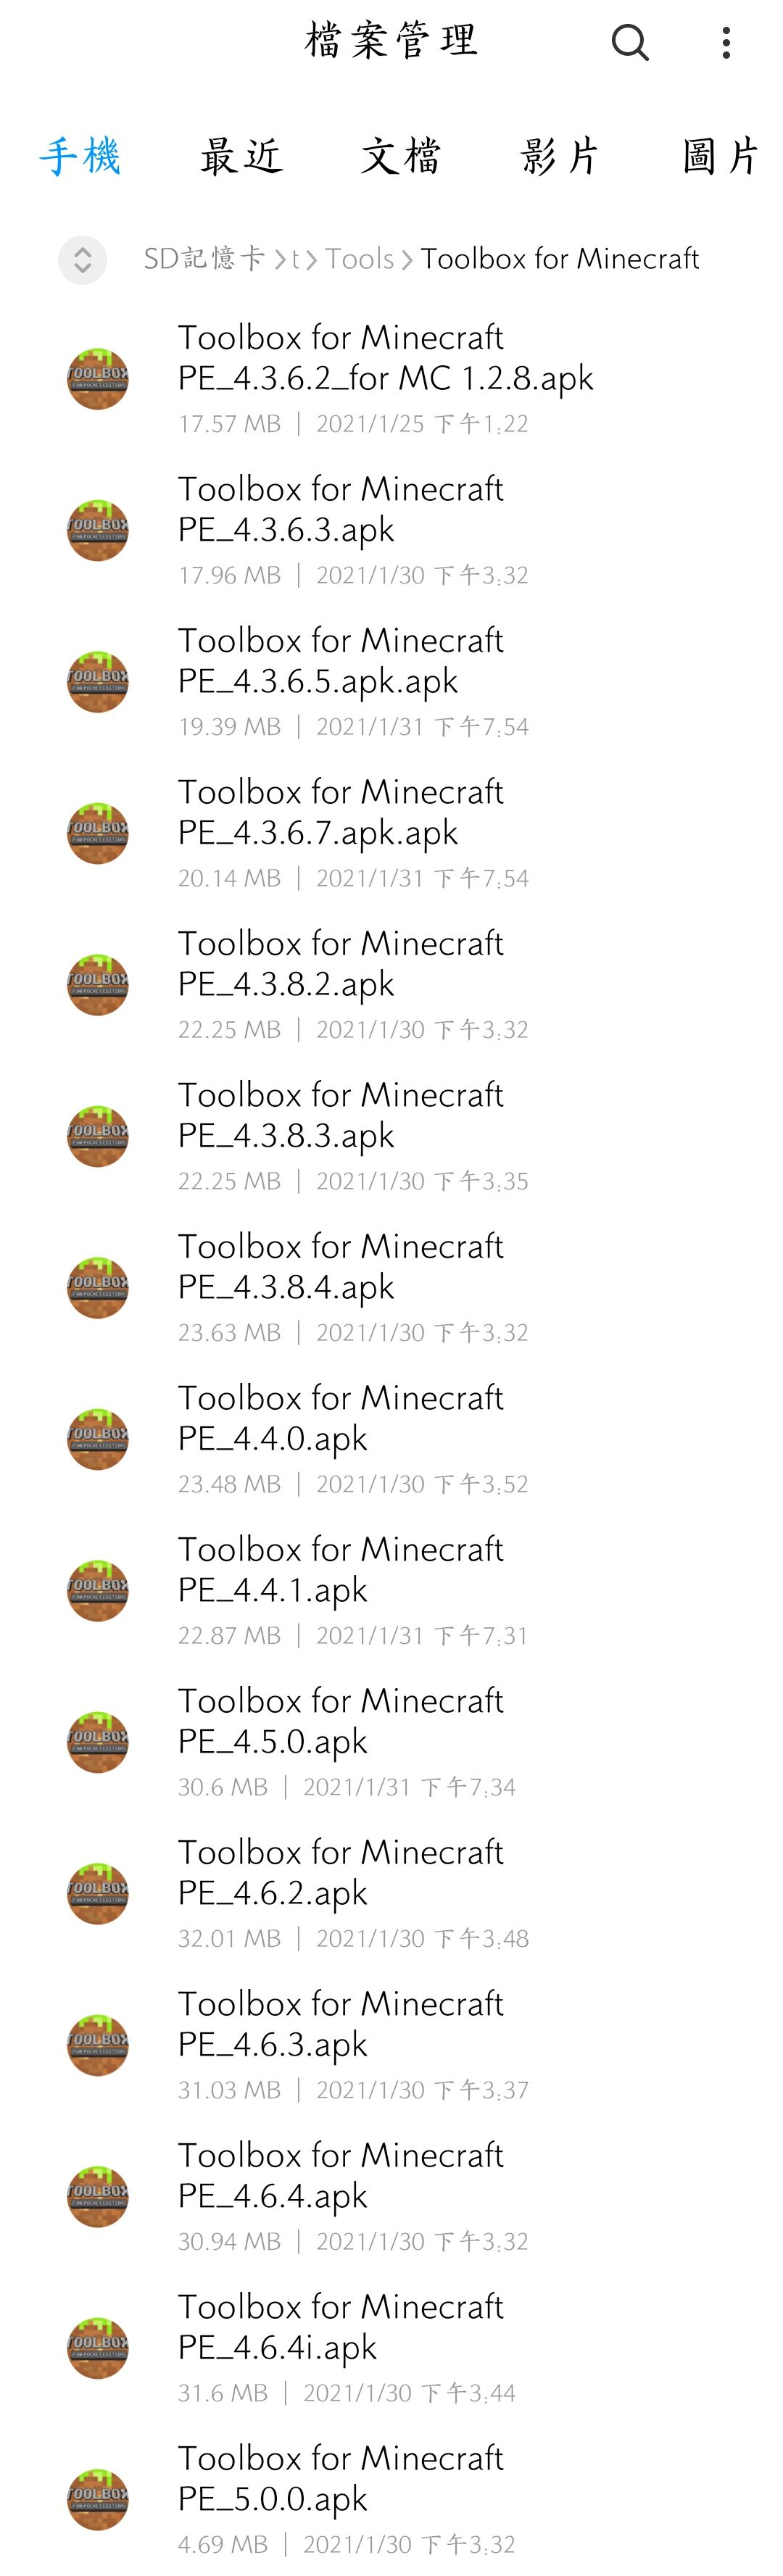 檔案管理
手機 最近 文檔 影片 圖片
SD記憶卡 > t > Tools > Toolbox for Minecraft
Toolbox for Minecraft
PE_4.3.6.2_for MC 1.2.8.apk
17.57 MB | 2021/1/25 下午1:22
Toolbox for Minecraft
PE_4.3.6.3.apk
17.96 MB | 2021/1/30 下午3:32
Toolbox for Minecraft
PE_4.3.6.5.apk.apk
19.39 MB | 2021/1/31 下午7:54
Toolbox for Minecraft
PE_4.3.6.7.apk.apk
20.14 MB | 2021/1/31 下午7:54
Toolbox for Minecraft
PE_4.3.8.2.apk
22.25 MB | 2021/1/30 下午3:32
Toolbox for Minecraft
PE_4.3.8.3.apk
22.25 MB | 2021/1/30 下午3:35
Toolbox for Minecraft
PE_4.3.8.4.apk
23.63 MB | 2021/1/30 下午3:32
Toolbox for Minecraft
PE_4.4.0.apk
23.48 MB | 2021/1/30 下午3:52
Toolbox for Minecraft
PE_4.4.1.apk
22.87 MB | 2021/1/31 下午7:31
Toolbox for Minecraft
PE_4.5.0.apk
30.6 MB | 2021/1/31 下午7:34
Toolbox for Minecraft
PE_4.6.2.apk
32.01 MB | 2021/1/30 下午3:48
Toolbox for Minecraft
PE_4.6.3.apk
31.03 MB | 2021/1/30 下午3:37
Toolbox for Minecraft
PE_4.6.4.apk
30.94 MB | 2021/1/30 下午3:32
Toolbox for Minecraft
PE_4.6.4i.apk
31.6 MB | 2021/1/30 下午3:44
Toolbox for Minecraft
PE_5.0.0.apk
4.69 MB | 2021/1/30 下午3:32